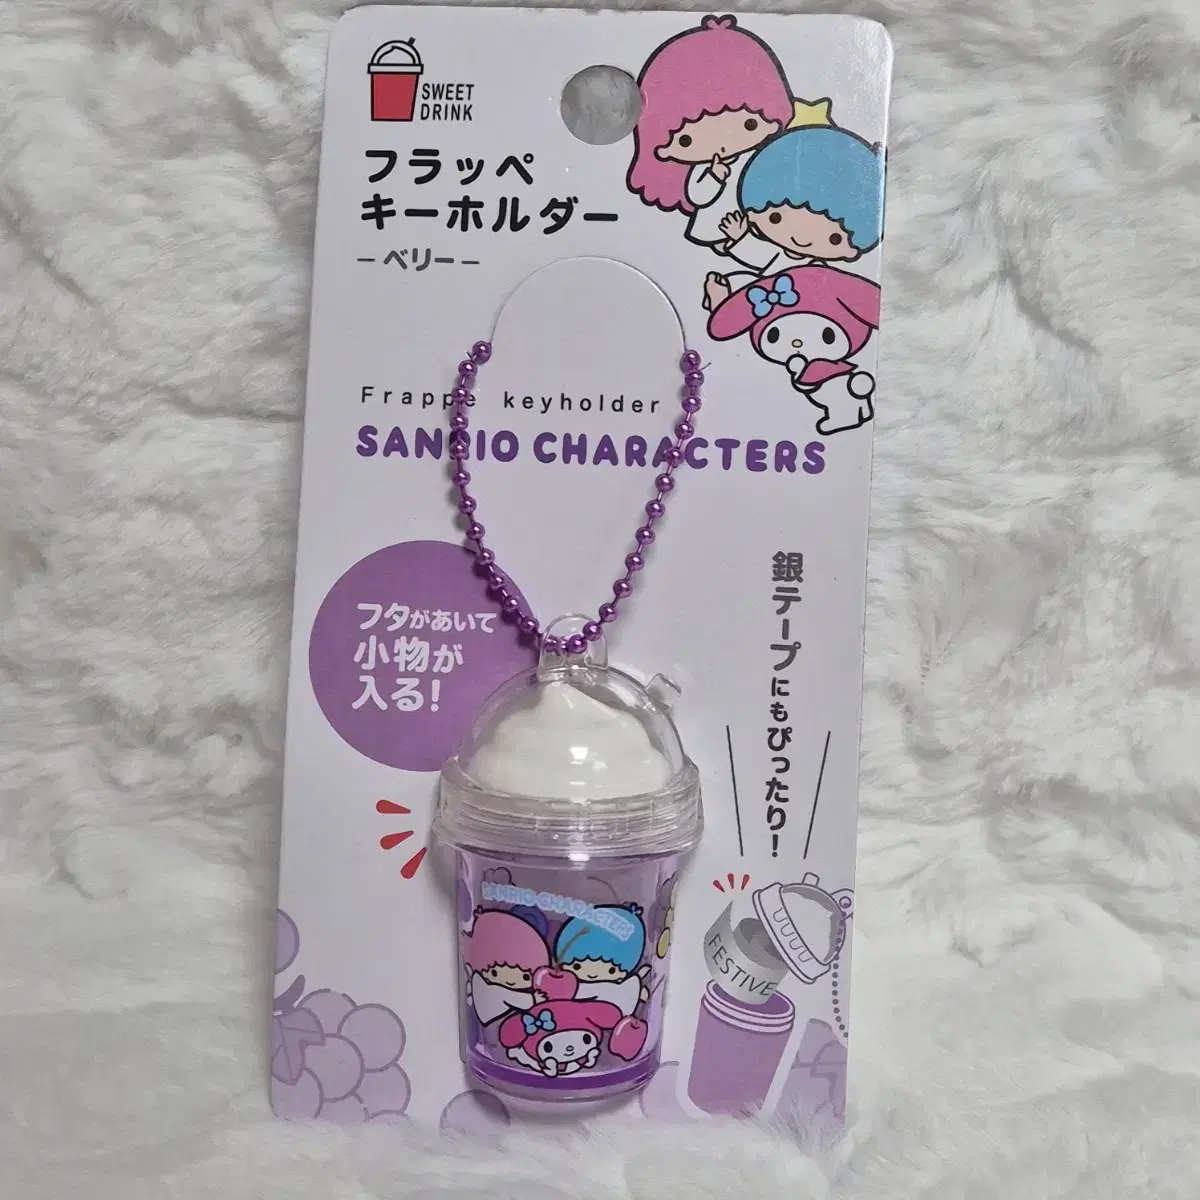 SWEET
DRINK
フラッペ
キーホルダー
－ベリー－
Frappe keyholder
SANRIO CHARACTERS
フタがあいて
小物が
入る!
銀テープにもぴったり!
SANRIO CHARACTERS
FESTIVE